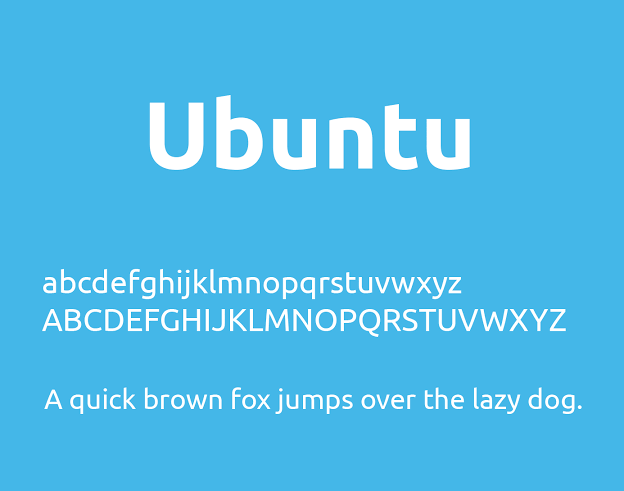 Ubuntu
abcdefghijklmnopqrstuvwxyz
ABCDEFGHIJKLMNOPQRSTUVWXYZ
A quick brown fox jumps over the lazy dog.